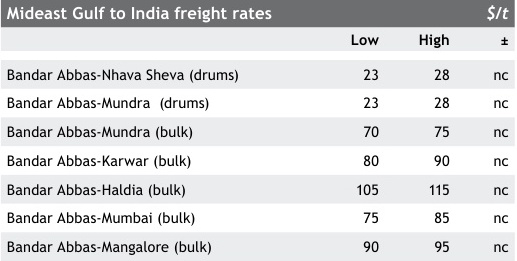 Mideast Gulf to India freight rates $/t
Low High ±
Bandar Abbas-Nhava Sheva (drums) 23 28 nc
Bandar Abbas-Mundra (drums) 23 28 nc
Bandar Abbas-Mundra (bulk) 70 75 nc
Bandar Abbas-Karwar (bulk) 80 90 nc
Bandar Abbas-Haldia (bulk) 105 115 nc
Bandar Abbas-Mumbai (bulk) 75 85 nc
Bandar Abbas-Mangalore (bulk) 90 95 nc